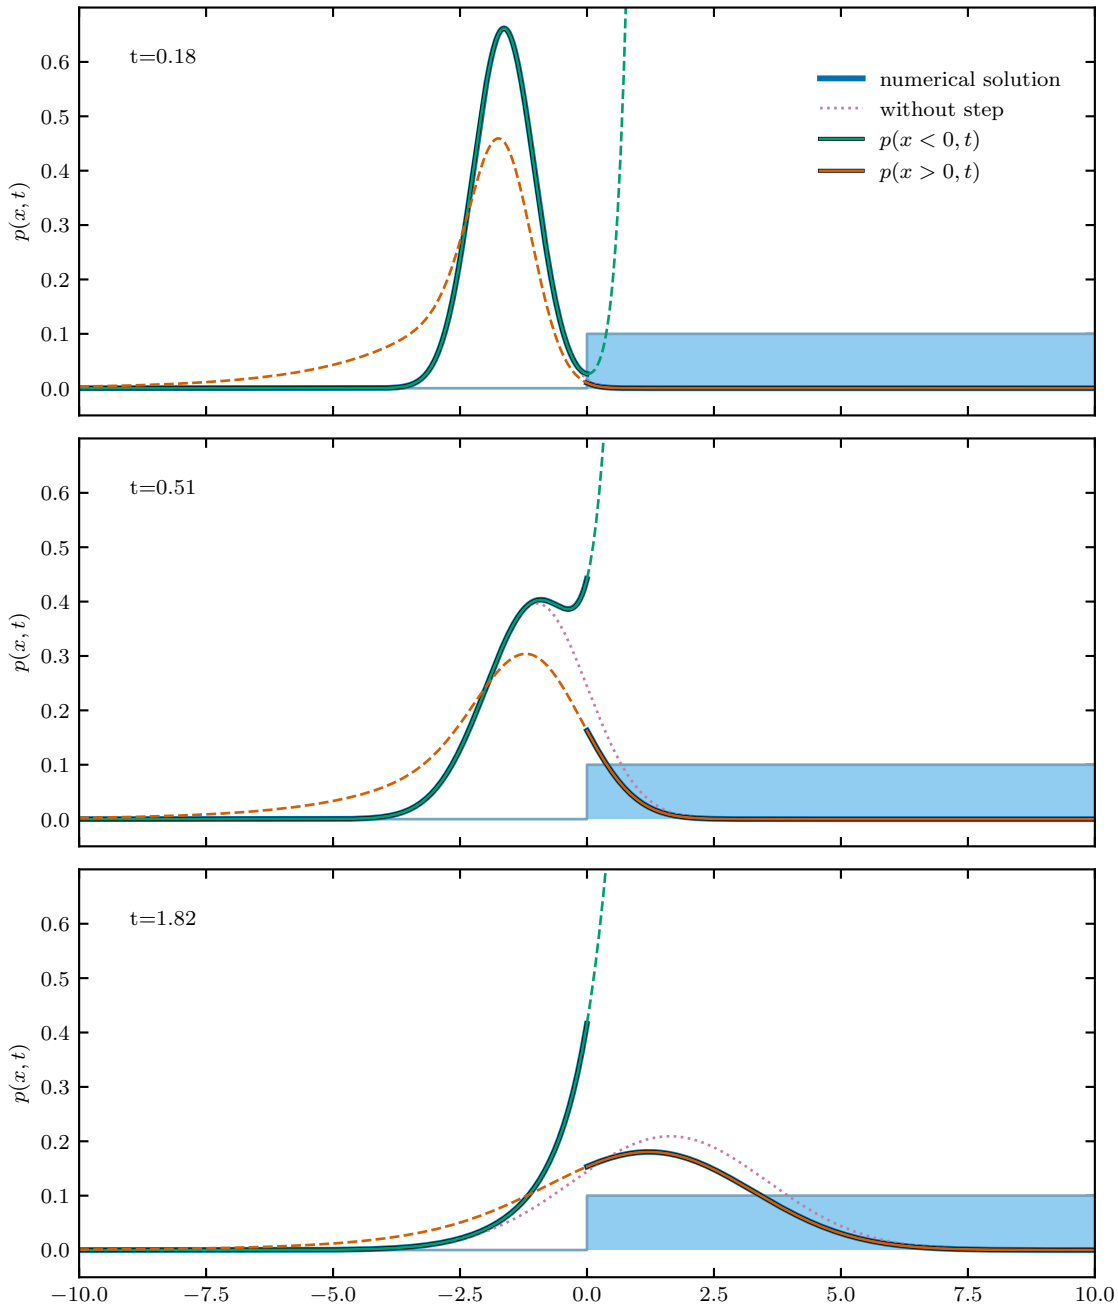 t=0.18
numerical solution
without step
p(x < 0, t)
p(x > 0, t)
p(x, t)
0.6
0.5
0.4
0.3
0.2
0.1
0.0
t=0.51
p(x, t)
0.6
0.5
0.4
0.3
0.2
0.1
0.0
t=1.82
p(x, t)
0.6
0.5
0.4
0.3
0.2
0.1
0.0
−10.0 −7.5 −5.0 −2.5 0.0 2.5 5.0 7.5 10.0